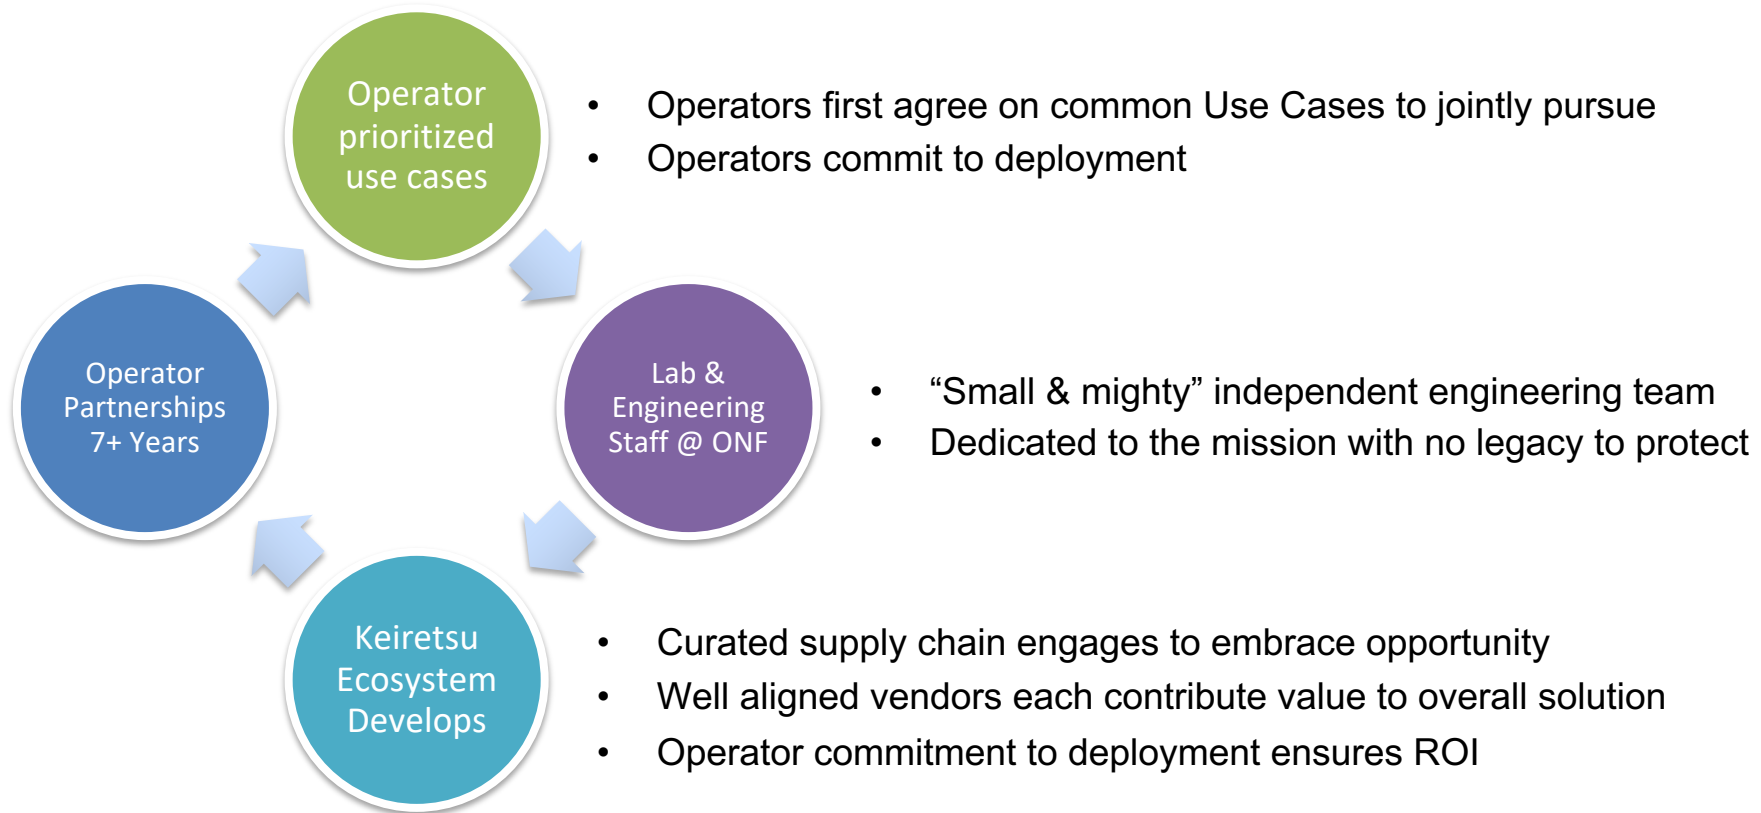 Operator
prioritized
use cases
• Operators first agree on common Use Cases to jointly pursue
• Operators commit to deployment
Operator
Partnerships
7+ Years
Lab &
Engineering
Staff @ ONF
• “Small & mighty” independent engineering team
• Dedicated to the mission with no legacy to protect
Keiretsu
Ecosystem
Develops
• Curated supply chain engages to embrace opportunity
• Well aligned vendors each contribute value to overall solution
• Operator commitment to deployment ensures ROI